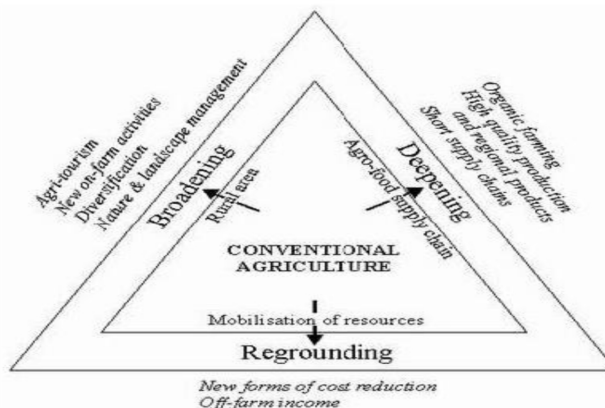 Agri-tourism
New on-farm activities
Diversification
Nature & landscape management
Broadening
Rural area
Organic farming
High quality production
and regional products
Short supply chains
Deepening
Agro-food supply chain
CONVENTIONAL
AGRICULTURE
Mobilisation of resources
Regrounding
New forms of cost reduction
Off-farm income